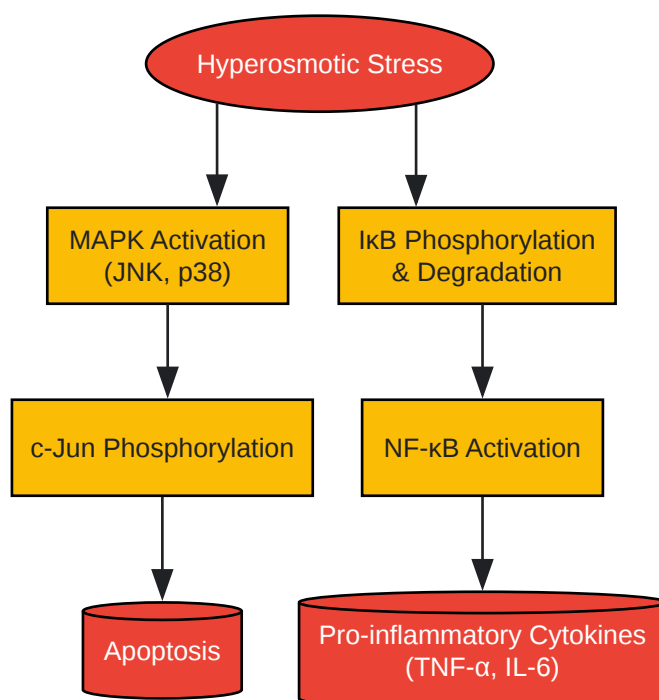 Hyperosmotic Stress
MAPK Activation
(JNK, p38)
IκB Phosphorylation
& Degradation
c-Jun Phosphorylation
NF-κB Activation
Apoptosis
Pro-inflammatory Cytokines
(TNF-α, IL-6)